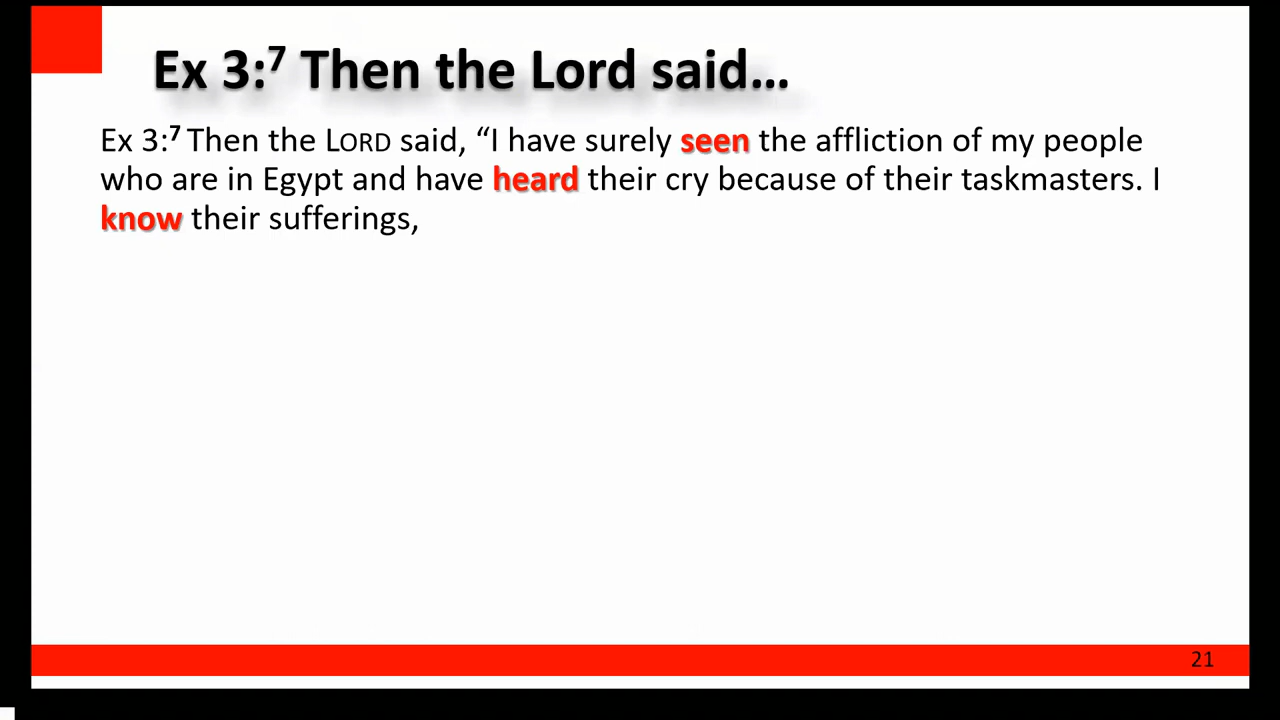 Ex 3:⁷ Then the Lord said...
Ex 3:⁷ Then the LORD said, “I have surely seen the affliction of my people
who are in Egypt and have heard their cry because of their taskmasters. I
know their sufferings,
21